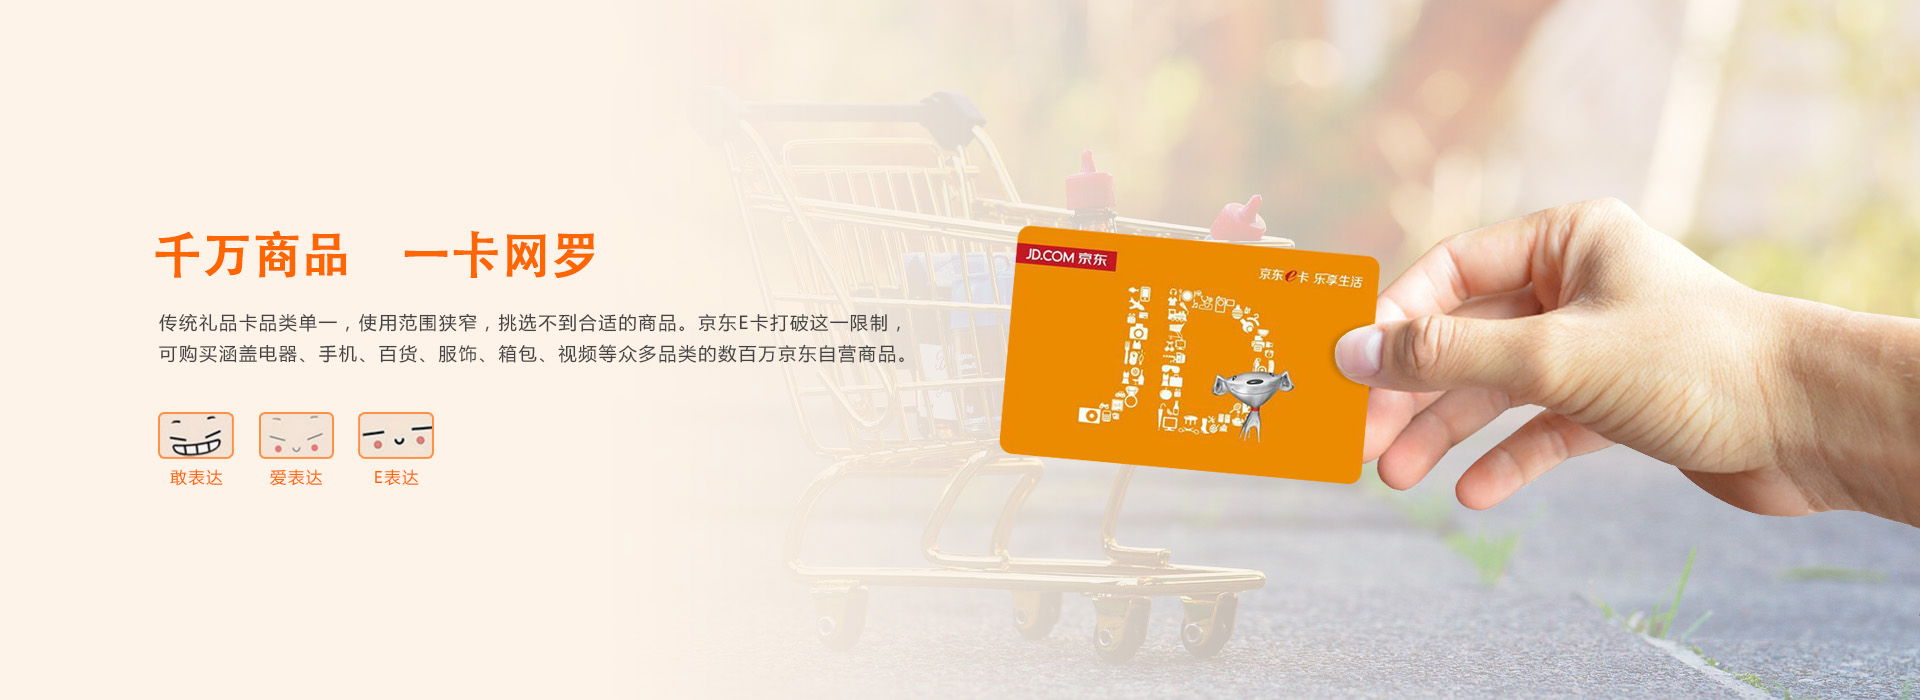 千万商品 一卡网罗
传统礼品卡品类单一，使用范围狭窄，挑选不到合适的商品。京东E卡打破这一限制，
可购买涵盖电器、手机、百货、服饰、箱包、视频等众多品类的数百万京东自营商品。
敢表达
爱表达
E表达
JD.COM 京东
京东e卡 乐享生活
JD